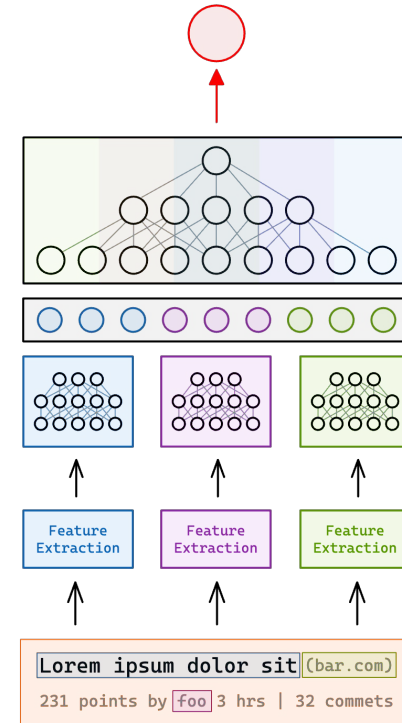 Feature Extraction
Feature Extraction
Feature Extraction
Lorem ipsum dolor sit (bar.com)
231 points by foo 3 hrs | 32 commets